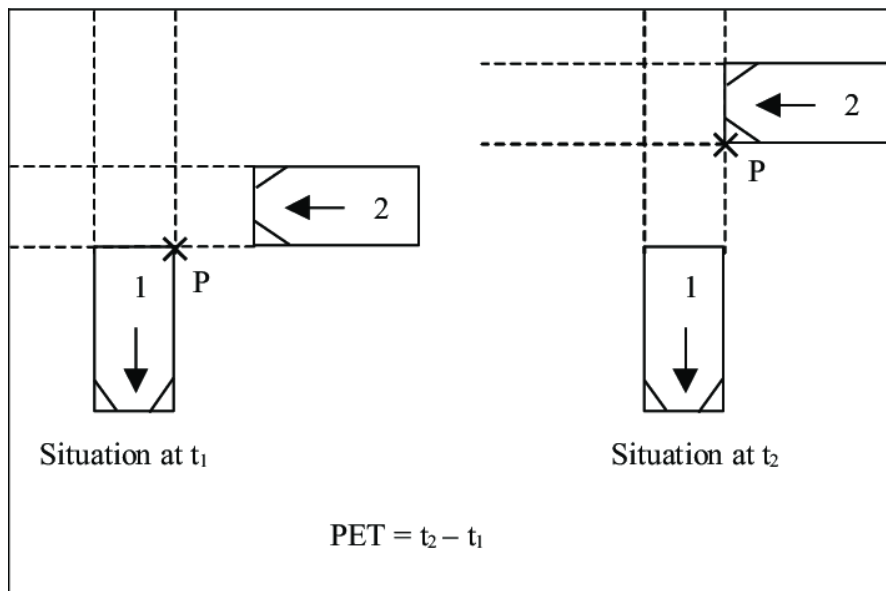 2
1
P
Situation at t₁
2
P
1
Situation at t₂
PET = t₂ – t₁